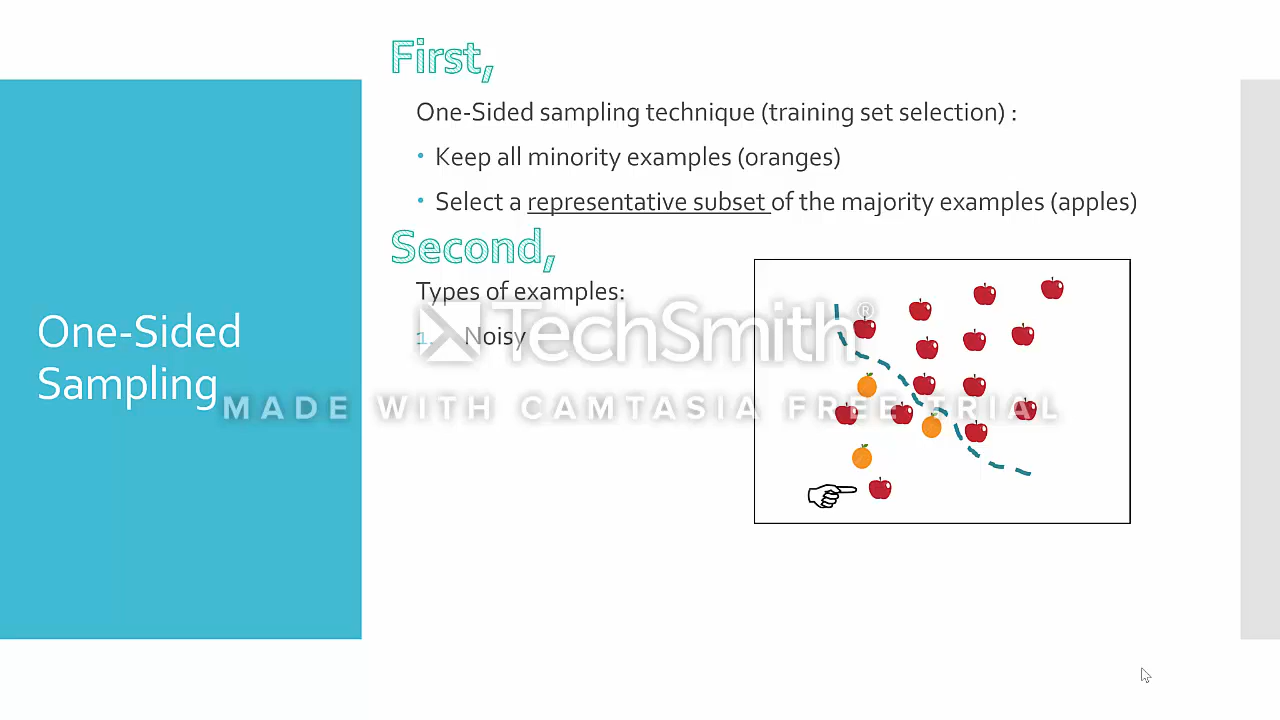 First,
One-Sided sampling technique (training set selection) :
• Keep all minority examples (oranges)
• Select a representative subset of the majority examples (apples)
Second,
Types of examples:
1. Noisy
One-Sided
Sampling
TechSmith®
MADE WITH CAMTASIA FREE TRIAL